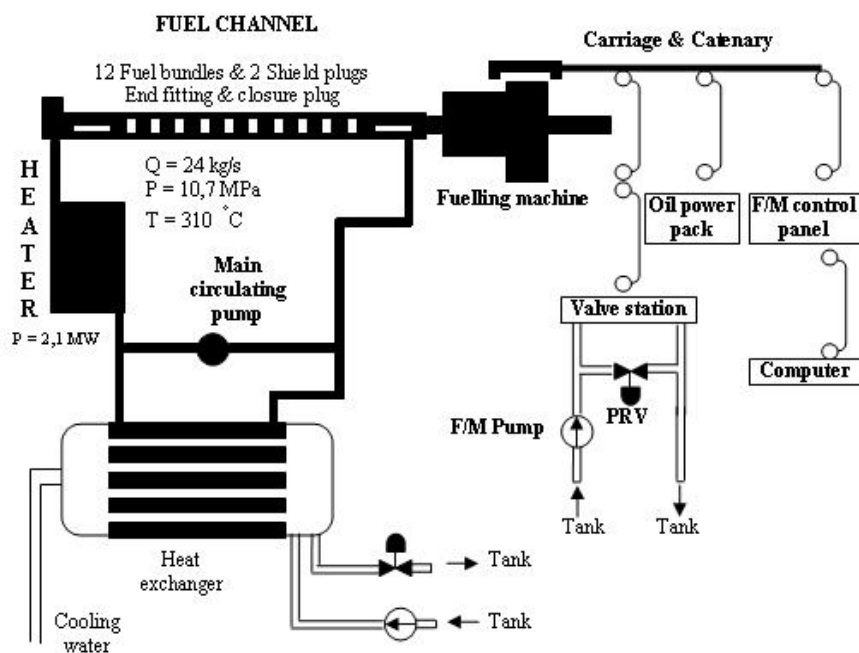 FUEL CHANNEL
12 Fuel bundles & 2 Shield plugs
End fitting & closure plug
Carriage & Catenary
HEATER
Q = 24 kg/s
P = 10,7 MPa
T = 310 °C
Fuelling machine
Oil power
pack
F/M control
panel
Main
circulating
pump
P = 2,1 MW
Valve station
Computer
PRV
F/M Pump
Tank
Tank
Heat
exchanger
Tank
Tank
Cooling
water